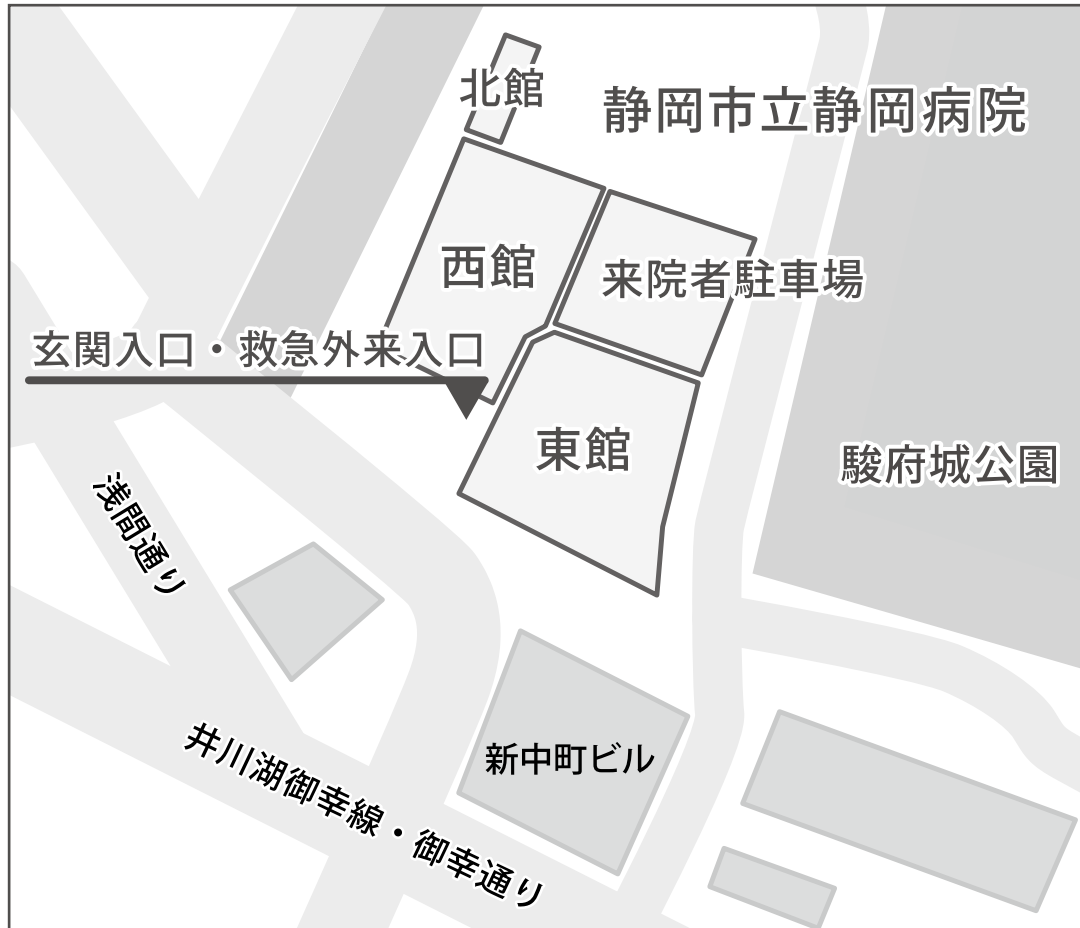 北館
静岡市立静岡病院
西館
来院者駐車場
玄関入口・救急外来入口
東館
駿府城公園
浅間通り
新中町ビル
井川湖御幸線・御幸通り